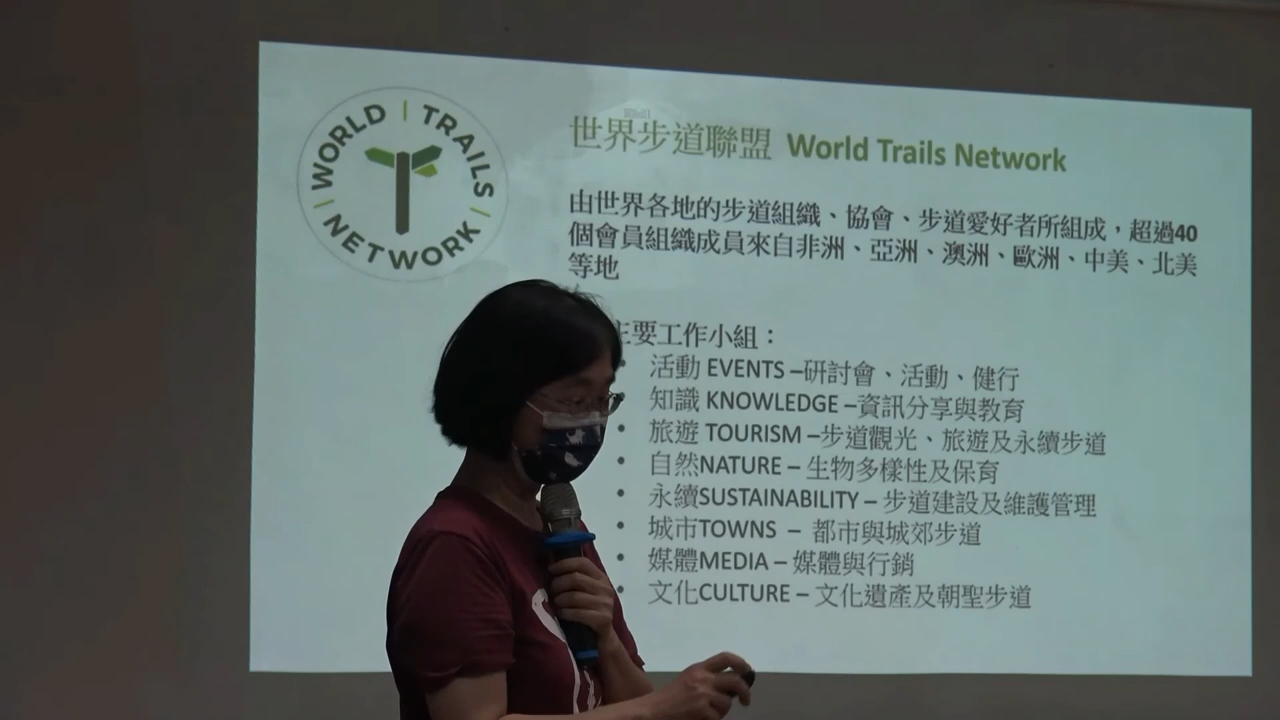 WORLD | TRAILS | NETWORK |
世界步道聯盟 World Trails Network
由世界各地的步道組織、協會、步道愛好者所組成，超過40
個會員組織成員來自非洲、亞洲、澳洲、歐洲、中美、北美
等地
主要工作小組：
活動 EVENTS –研討會、活動、健行
• 知識 KNOWLEDGE –資訊分享與教育
• 旅遊 TOURISM –步道觀光、旅遊及永續步道
• 自然NATURE – 生物多樣性及保育
• 永續SUSTAINABILITY – 步道建設及維護管理
• 城市TOWNS – 都市與城郊步道
• 媒體MEDIA – 媒體與行銷
• 文化CULTURE – 文化遺產及朝聖步道